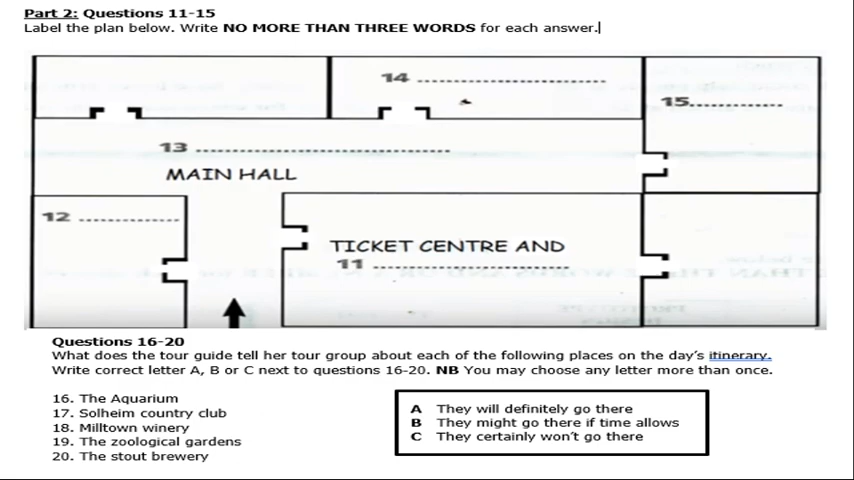 Part 2: Questions 11-15
Label the plan below. Write NO MORE THAN THREE WORDS for each answer.
14 ..............................
15..................
13 ........................................
MAIN HALL
12 ................
TICKET CENTRE AND
11 ..............................
Questions 16-20
What does the tour guide tell her tour group about each of the following places on the day's itinerary.
Write correct letter A, B or C next to questions 16-20. NB You may choose any letter more than once.
16. The Aquarium
17. Solheim country club
18. Milltown winery
19. The zoological gardens
20. The stout brewery
A They will definitely go there
B They might go there if time allows
C They certainly won't go there